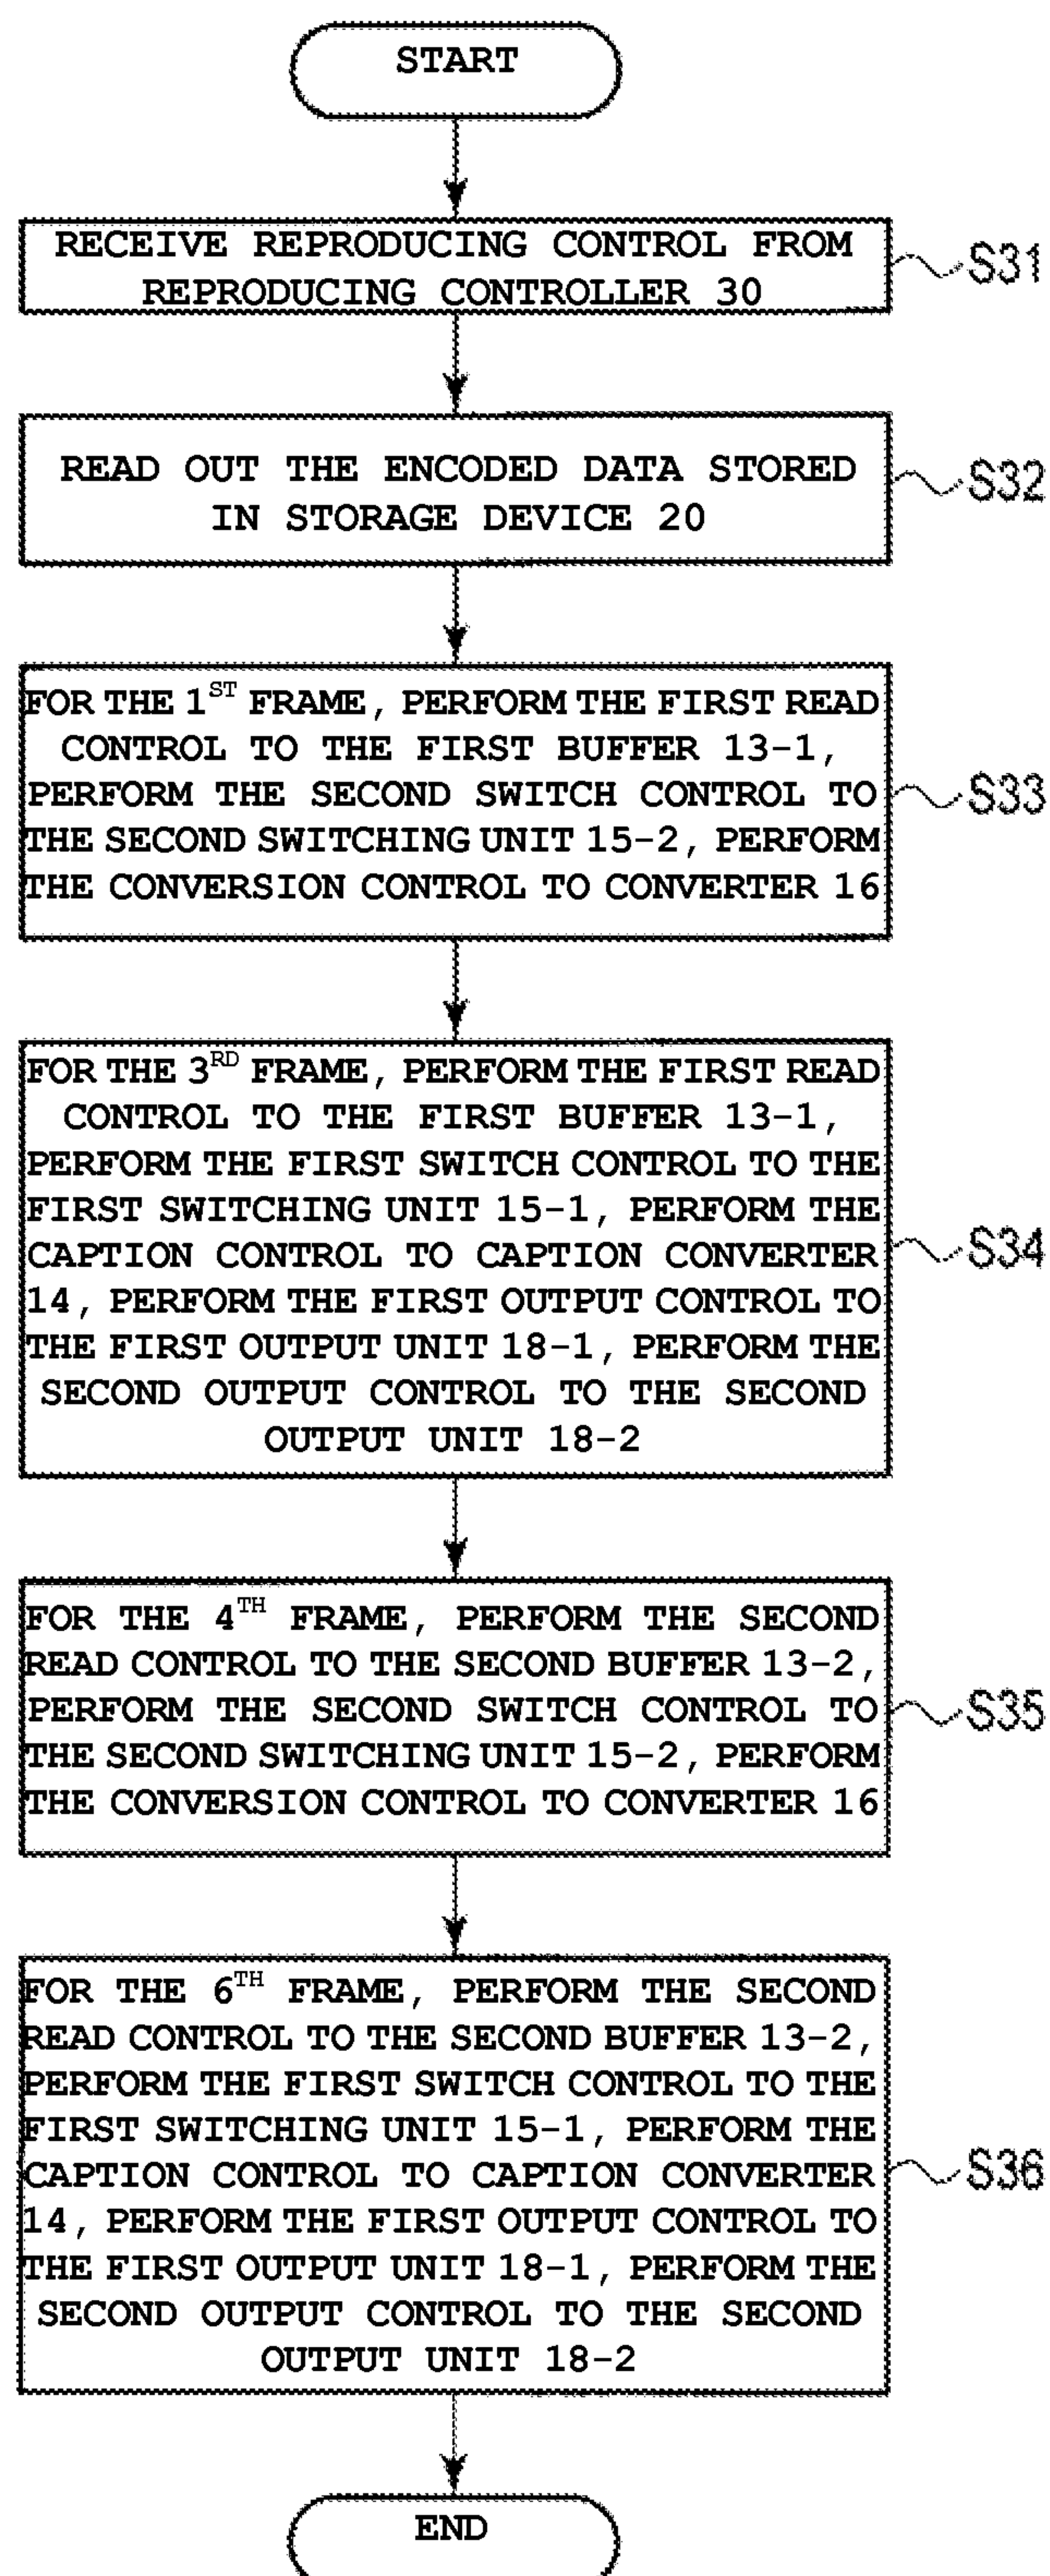 START
RECEIVE REPRODUCING CONTROL FROM
REPRODUCING CONTROLLER 30
S31
READ OUT THE ENCODED DATA STORED
IN STORAGE DEVICE 20
S32
FOR THE 1ST FRAME, PERFORM THE FIRST READ
CONTROL TO THE FIRST BUFFER 13-1,
PERFORM THE SECOND SWITCH CONTROL TO
THE SECOND SWITCHING UNIT 15-2, PERFORM
THE CONVERSION CONTROL TO CONVERTER 16
S33
FOR THE 3RD FRAME, PERFORM THE FIRST READ
CONTROL TO THE FIRST BUFFER 13-1,
PERFORM THE FIRST SWITCH CONTROL TO THE
FIRST SWITCHING UNIT 15-1, PERFORM THE
CAPTION CONTROL TO CAPTION CONVERTER
14, PERFORM THE FIRST OUTPUT CONTROL TO
THE FIRST OUTPUT UNIT 18-1, PERFORM THE
SECOND OUTPUT CONTROL TO THE SECOND
OUTPUT UNIT 18-2
S34
FOR THE 4TH FRAME, PERFORM THE SECOND
READ CONTROL TO THE SECOND BUFFER 13-2,
PERFORM THE SECOND SWITCH CONTROL TO
THE SECOND SWITCHING UNIT 15-2, PERFORM
THE CONVERSION CONTROL TO CONVERTER 16
S35
FOR THE 6TH FRAME, PERFORM THE SECOND
READ CONTROL TO THE SECOND BUFFER 13-2,
PERFORM THE FIRST SWITCH CONTROL TO THE
FIRST SWITCHING UNIT 15-1, PERFORM THE
CAPTION CONTROL TO CAPTION CONVERTER
14, PERFORM THE FIRST OUTPUT CONTROL TO
THE FIRST OUTPUT UNIT 18-1, PERFORM THE
SECOND OUTPUT CONTROL TO THE SECOND
OUTPUT UNIT 18-2
S36
END